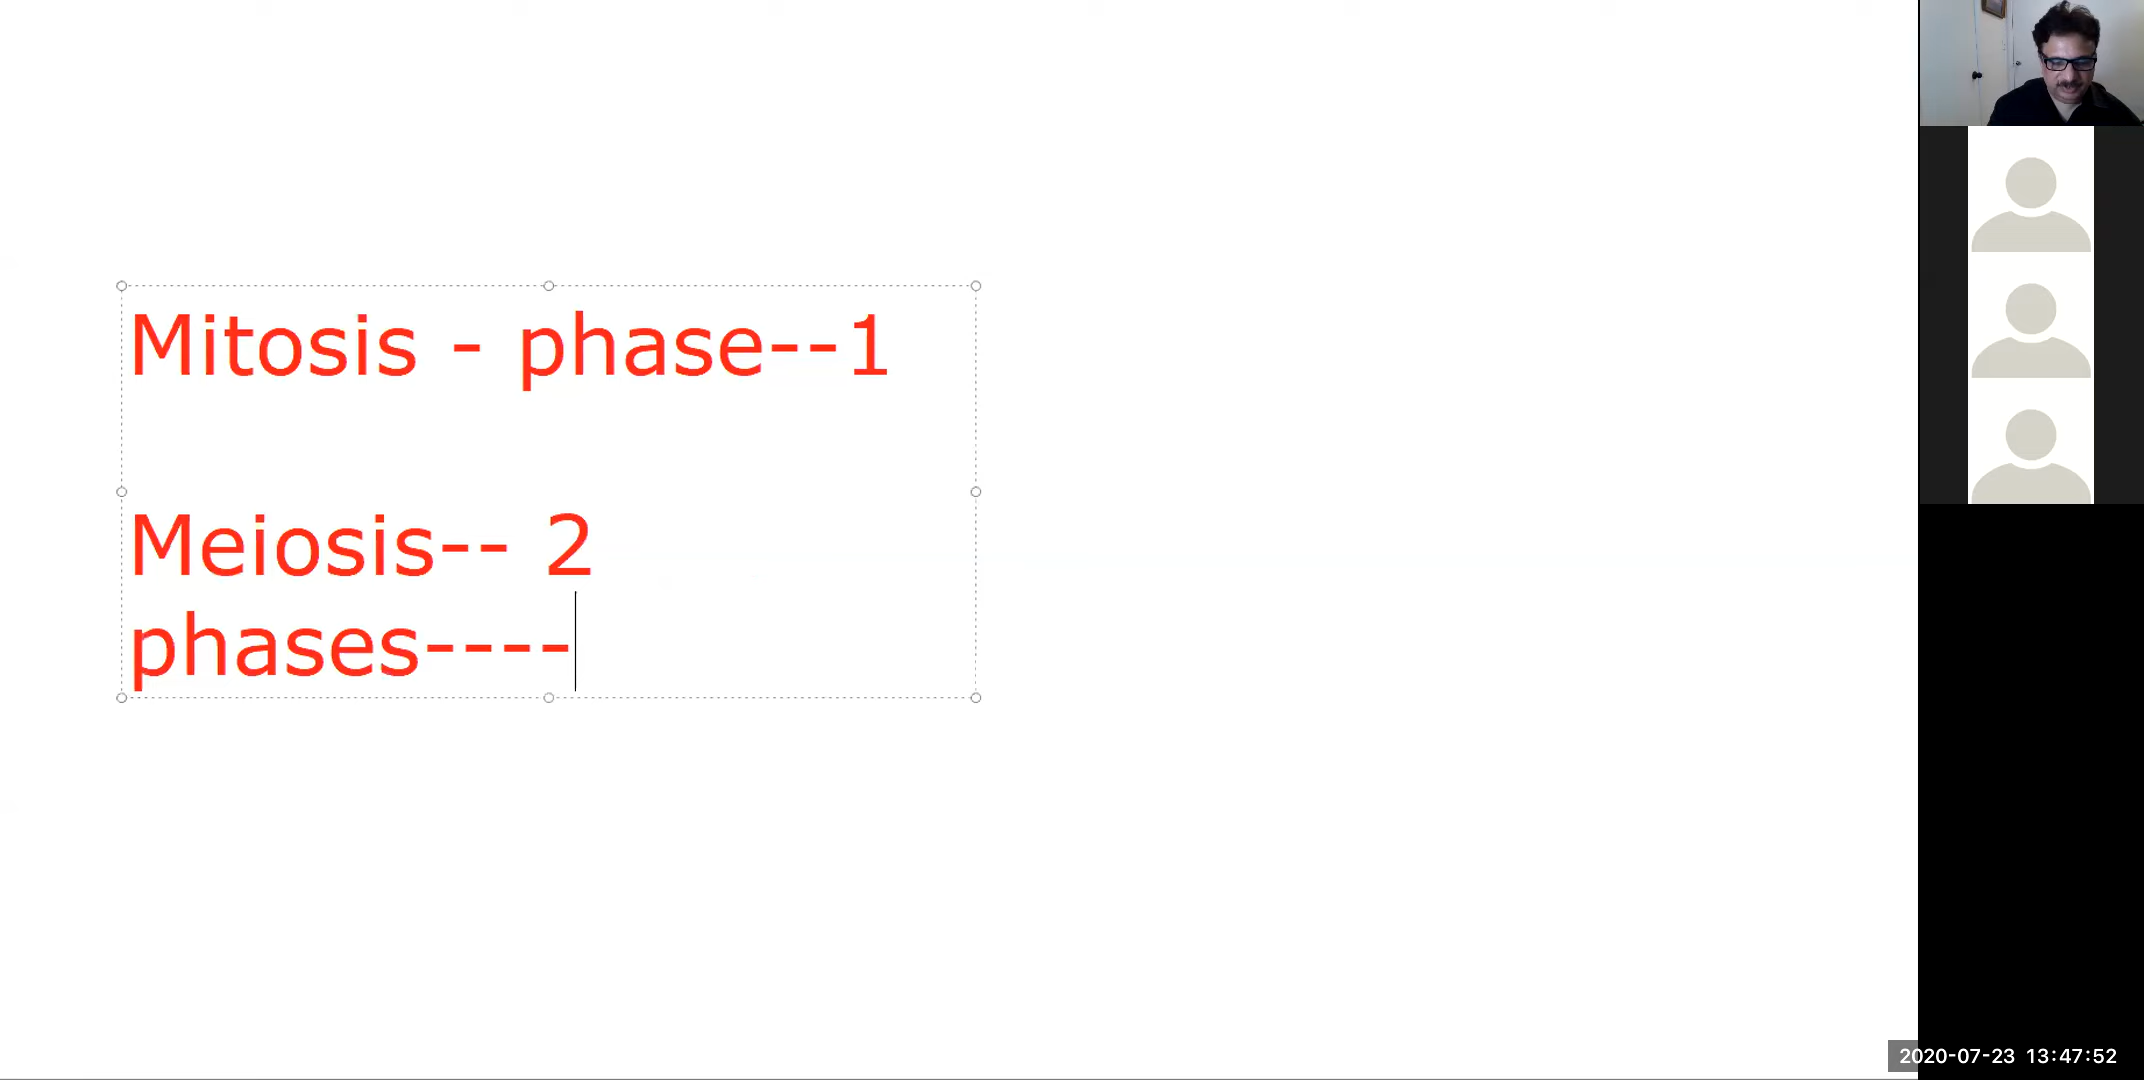 Mitosis - phase--1
Meiosis-- 2
phases----
2020-07-23 13:47:52